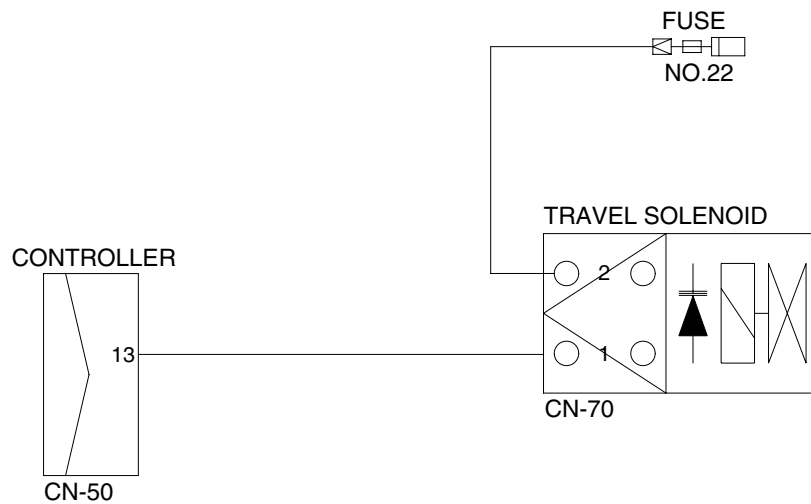 FUSE
NO.22
TRAVEL SOLENOID
CONTROLLER
2
13
1
CN-70
CN-50